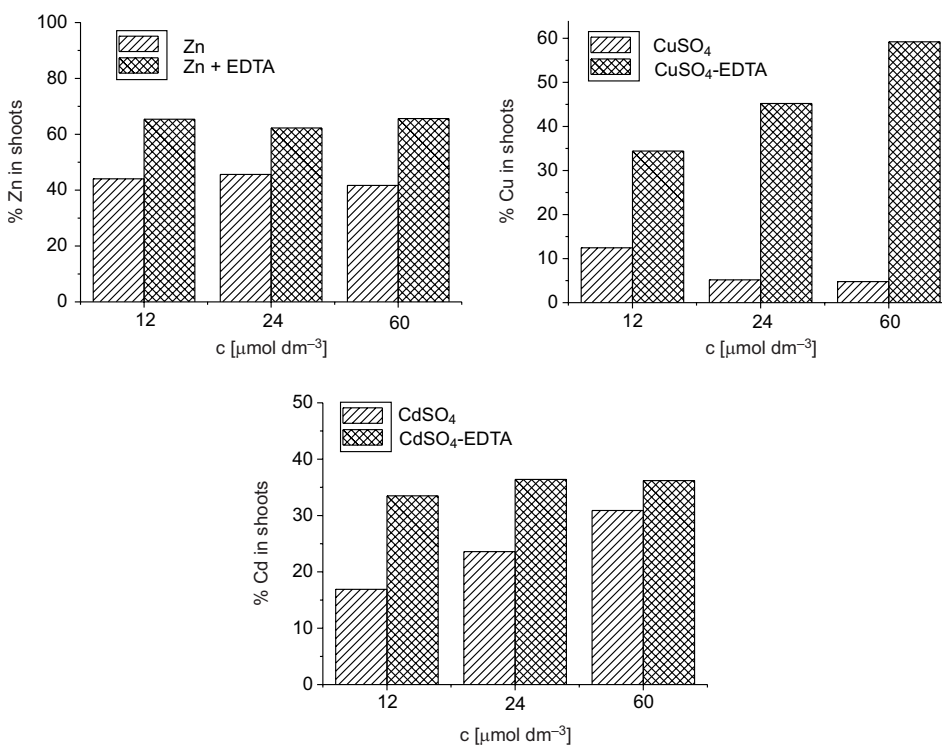 100
80
60
40
20
0
% Zn in shoots
Zn
Zn + EDTA
12 24 60
c [μmol dm⁻³]
60
50
40
30
20
10
0
% Cu in shoots
CuSO₄
CuSO₄-EDTA
12 24 60
c [μmol dm⁻³]
50
40
30
20
10
0
% Cd in shoots
CdSO₄
CdSO₄-EDTA
12 24 60
c [μmol dm⁻³]